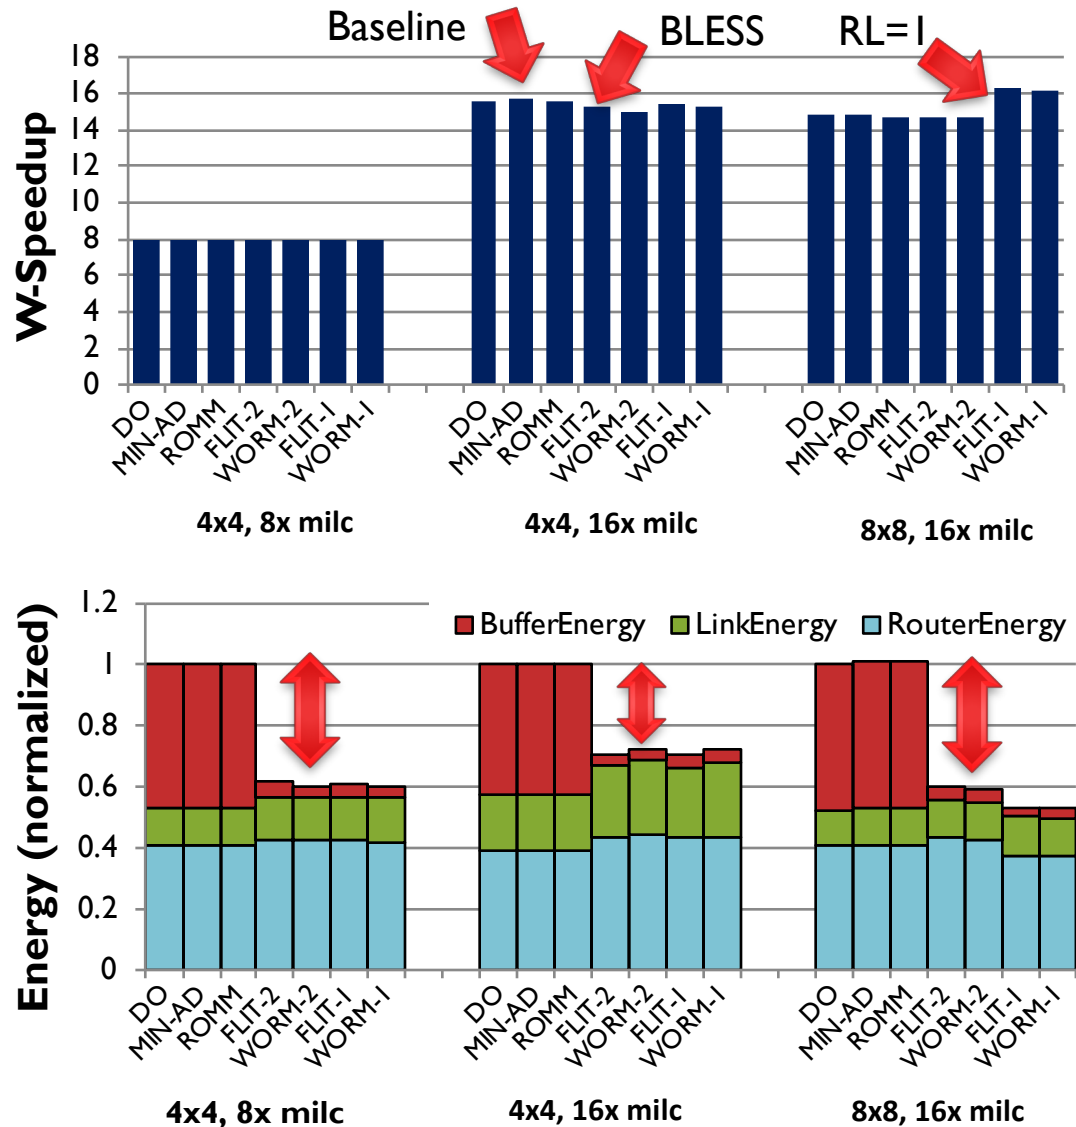 Baseline
BLESS
RL=1
W-Speedup
18
16
14
12
10
8
6
4
2
0
DO
MIN-AD
ROMM
FLIT-2
WORM-2
FLIT-1
WORM-1
DO
MIN-AD
ROMM
FLIT-2
WORM-2
FLIT-1
WORM-1
DO
MIN-AD
ROMM
FLIT-2
WORM-2
FLIT-1
WORM-1
4x4, 8x milc
4x4, 16x milc
8x8, 16x milc
Energy (normalized)
1.2
1
0.8
0.6
0.4
0.2
0
BufferEnergy
LinkEnergy
RouterEnergy
DO
MIN-AD
ROMM
FLIT-2
WORM-2
FLIT-1
WORM-1
DO
MIN-AD
ROMM
FLIT-2
WORM-2
FLIT-1
WORM-1
DO
MIN-AD
ROMM
FLIT-2
WORM-2
FLIT-1
WORM-1
4x4, 8x milc
4x4, 16x milc
8x8, 16x milc